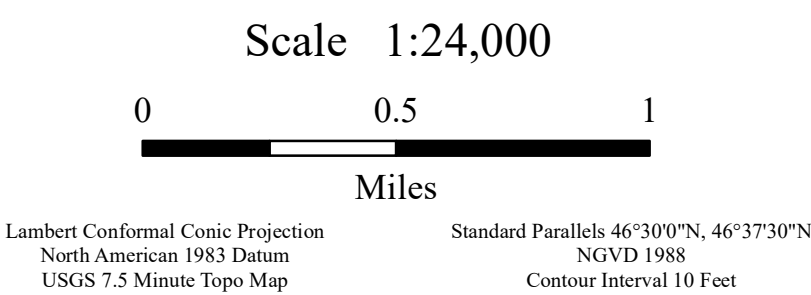 Scale 1:24,000
0 0.5 1
Miles
Lambert Conformal Conic Projection
North American 1983 Datum
USGS 7.5 Minute Topo Map
Standard Parallels 46°30'0"N, 46°37'30"N
NGVD 1988
Contour Interval 10 Feet